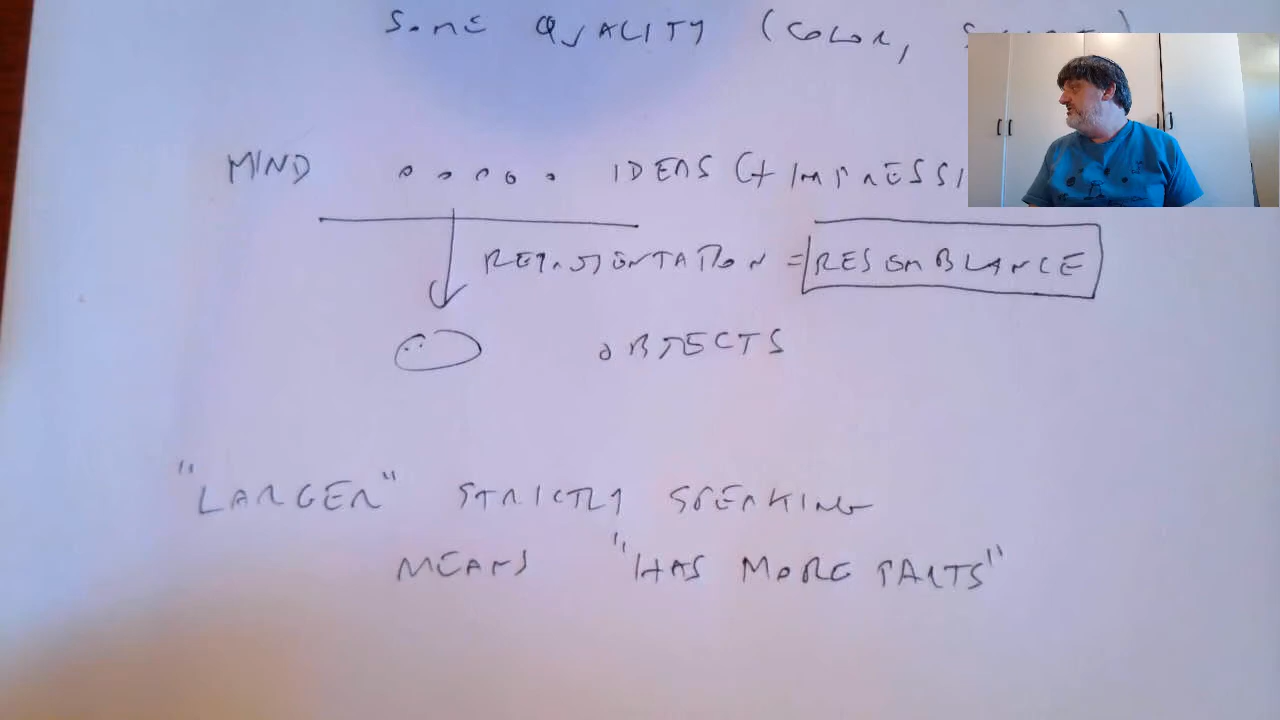 SOME QUALITY (COLOR,
MIND IDEAS (+ IMPRESSI
REPRESENTATION = RESEMBLANCE
OBJECTS
"LARGER" STRICTLY SPEAKING
MEANS "HAS MORE PARTS"